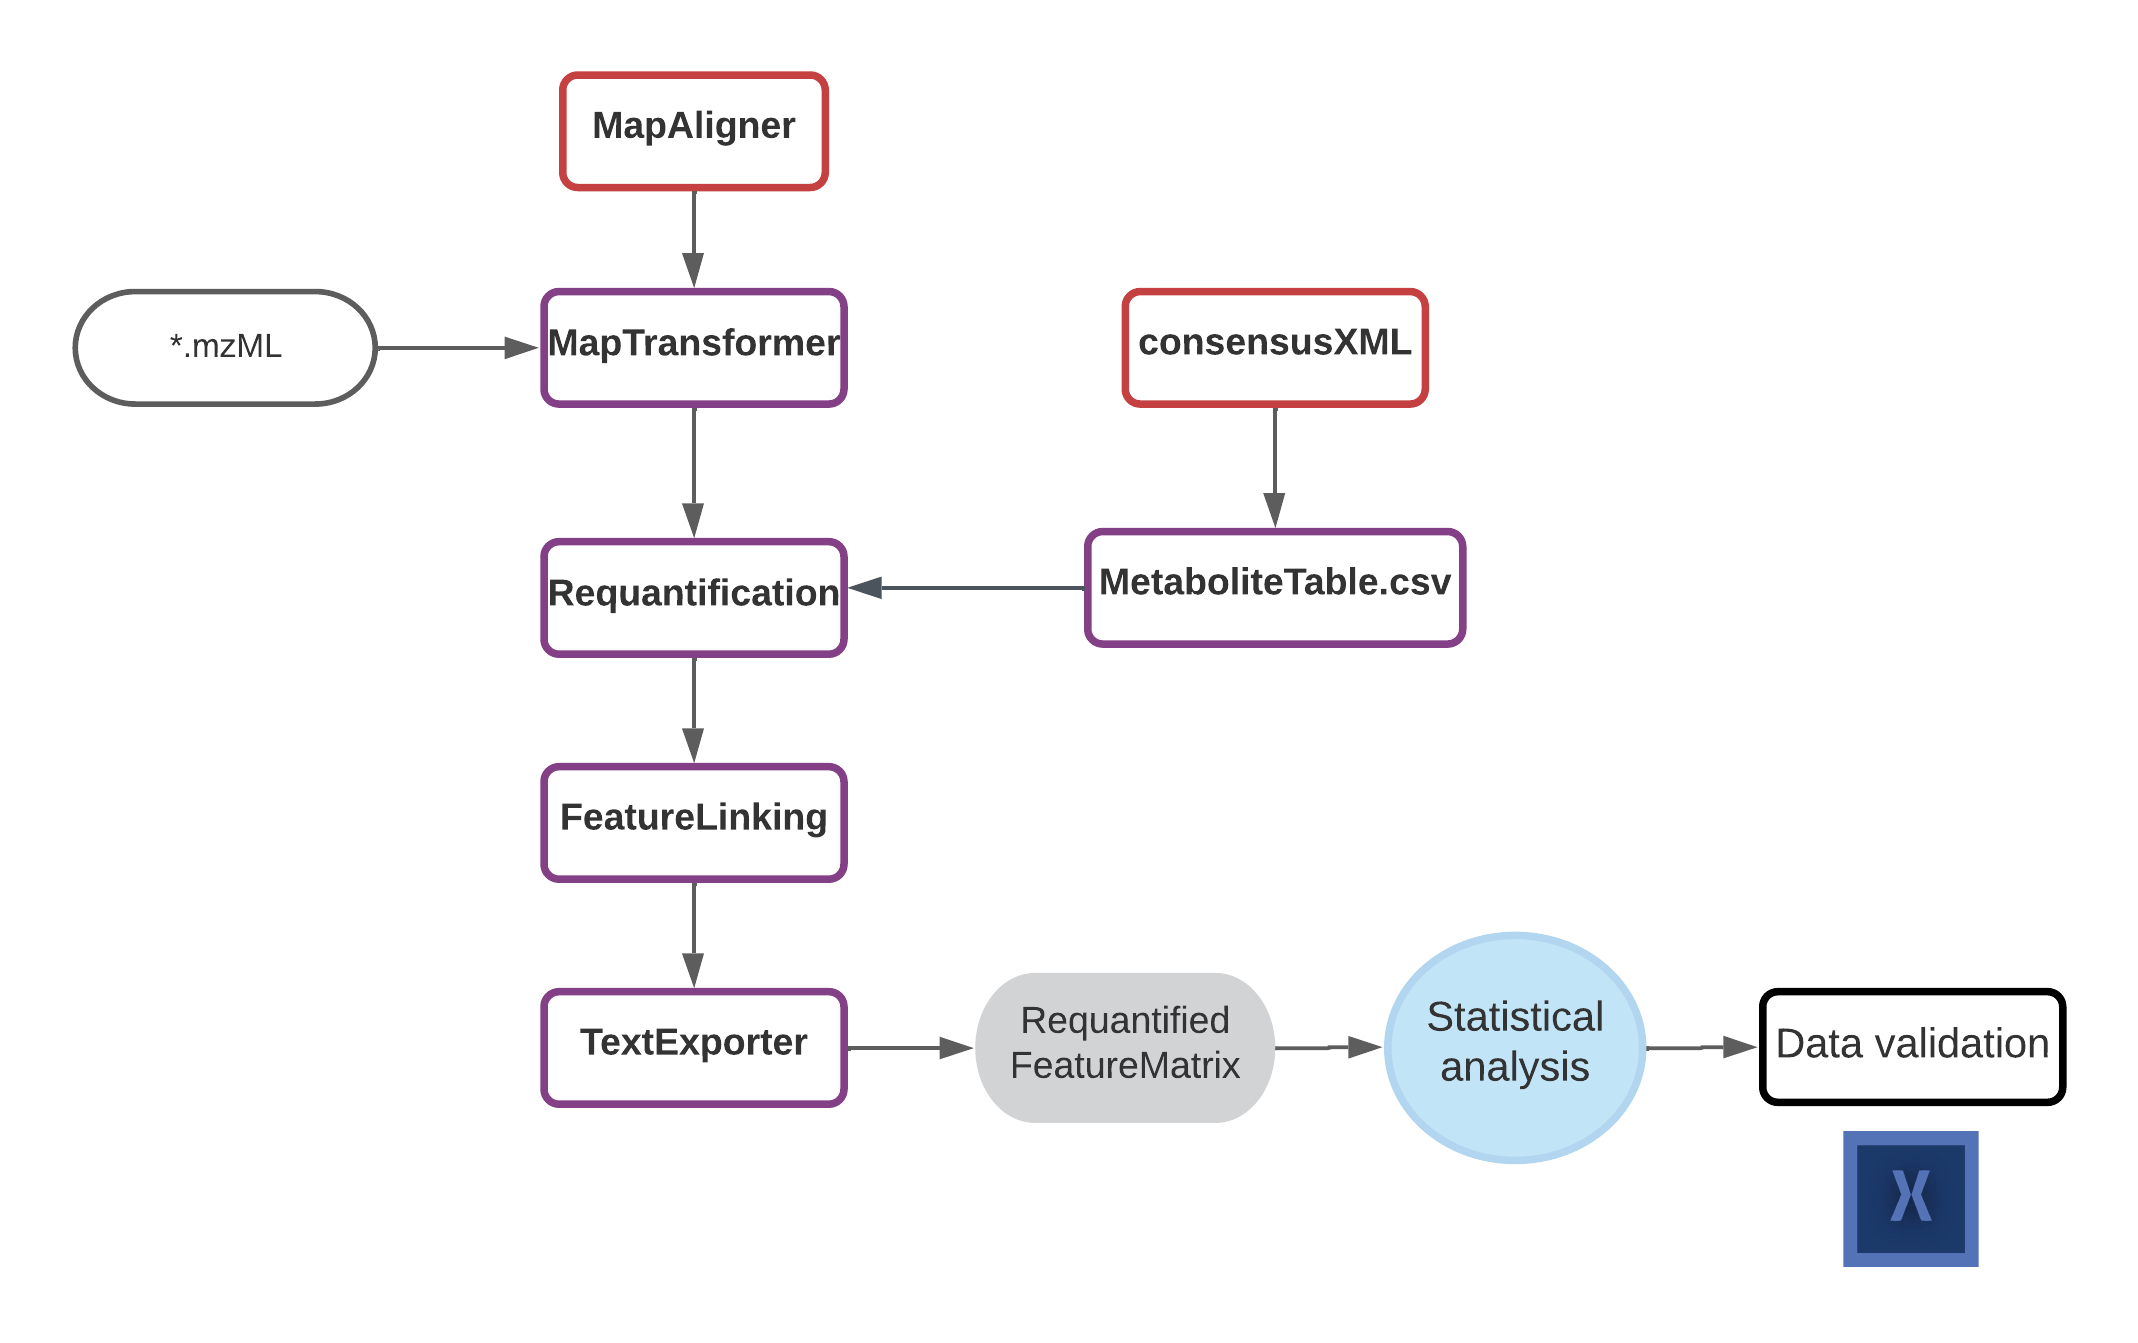 MapAligner
*.mzML
MapTransformer
consensusXML
Requantification
MetaboliteTable.csv
FeatureLinking
TextExporter
Requantified
FeatureMatrix
Statistical
analysis
Data validation
X